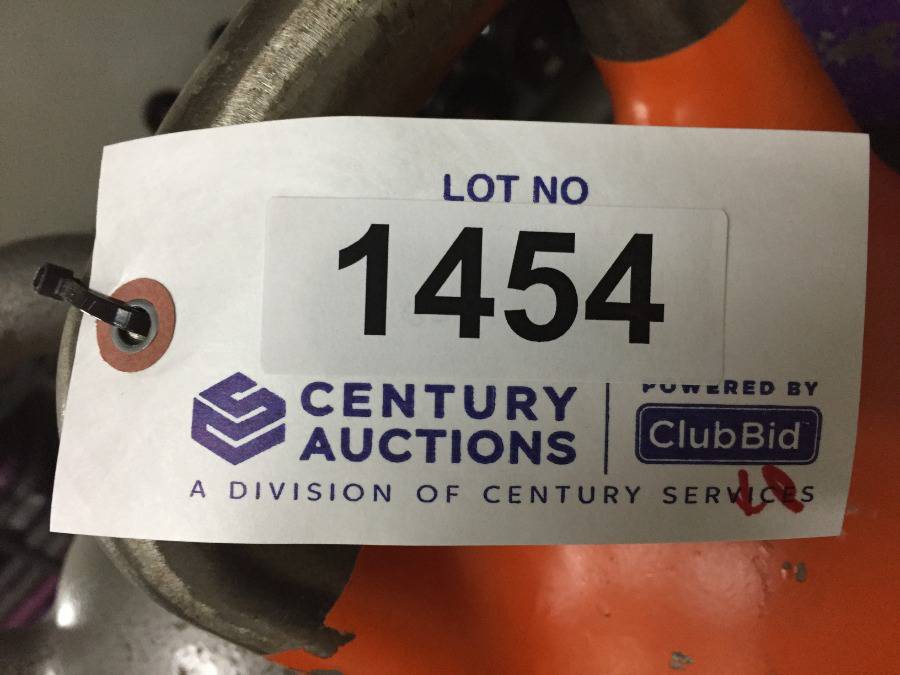 LOT NO
1454
CENTURY
AUCTIONS
POWERED BY
ClubBid
A DIVISION OF CENTURY SERVICES